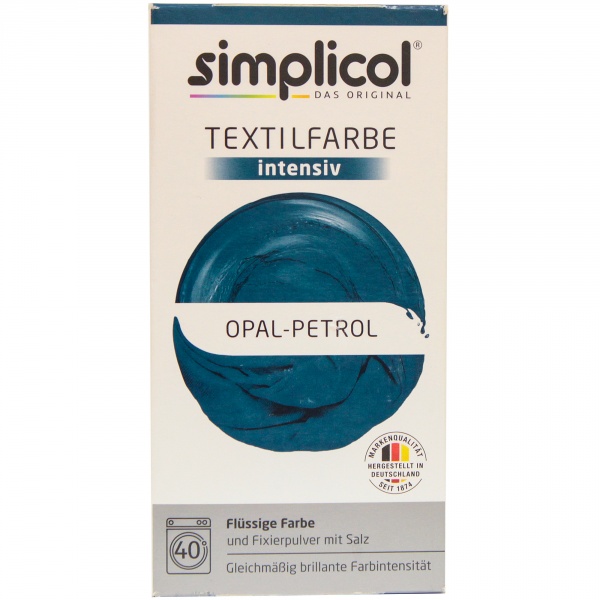 simplicol®
DAS ORIGINAL
TEXTILFARBE
intensiv
OPAL-PETROL
MARKENQUALITÄT
HERGESTELLT IN
DEUTSCHLAND
SEIT 1874
40
Flüssige Farbe
und Fixierpulver mit Salz
Gleichmäßig brillante Farbintensität